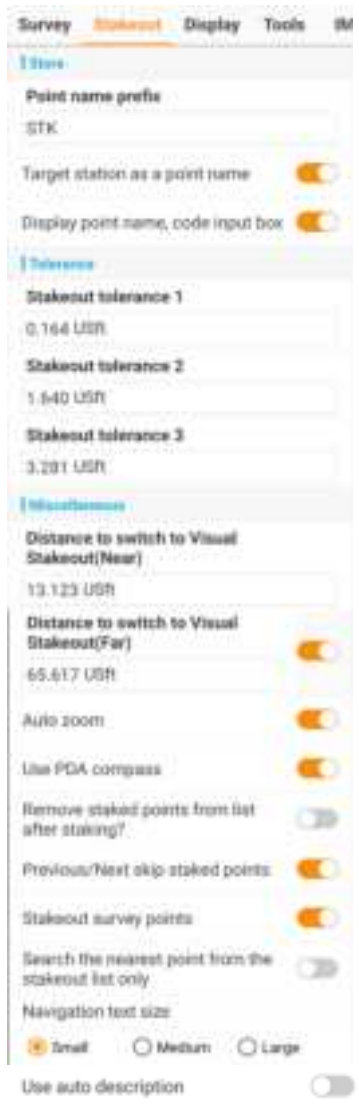 Survey Stakeout Display Tools IM
Store
Point name prefix
STK
Target station as a point name
Display point name, code input box
Tolerance
Stakeout tolerance 1
0.164 USft
Stakeout tolerance 2
1.640 USft
Stakeout tolerance 3
3.281 USft
Miscellaneous
Distance to switch to Visual
Stakeout(Near)
13.123 USft
Distance to switch to Visual
Stakeout(Far)
65.617 USft
Auto zoom
Use PDA compass
Remove staked points from list
after staking?
Previous/Next skip staked points
Stakeout survey points
Search the nearest point from the
stakeout list only
Navigation text size
Small Medium Large
Use auto description